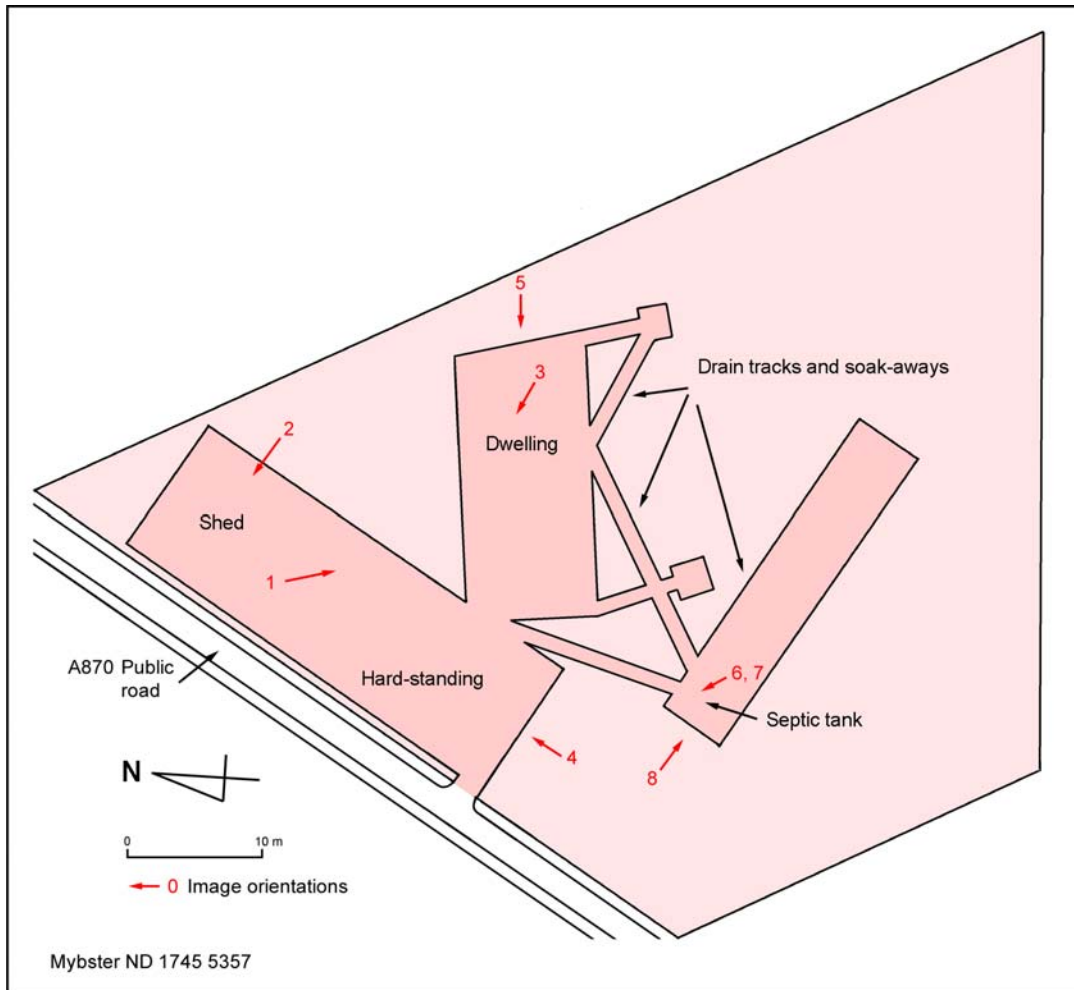 5
3
Drain tracks and soak-aways
2
Dwelling
Shed
1
A870 Public
road
Hard-standing
6, 7
Septic tank
4
8
N
0 10 m
0 Image orientations
Mybster ND 1745 5357